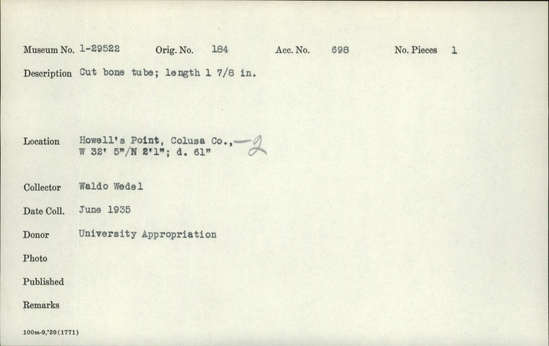 Museum No. 1-29522 Orig. No. 184 Acc. No. 698 No. Pieces 1
Description Cut bone tube; length 1 7/8 in.
Location Howell's Point, Colusa Co.,—2
W 32' 5"/N 2'1"; d. 61"
Collector Waldo Wedel
Date Coll. June 1935
Donor University Appropriation
Photo
Published
Remarks
100m-9,'20(1771)